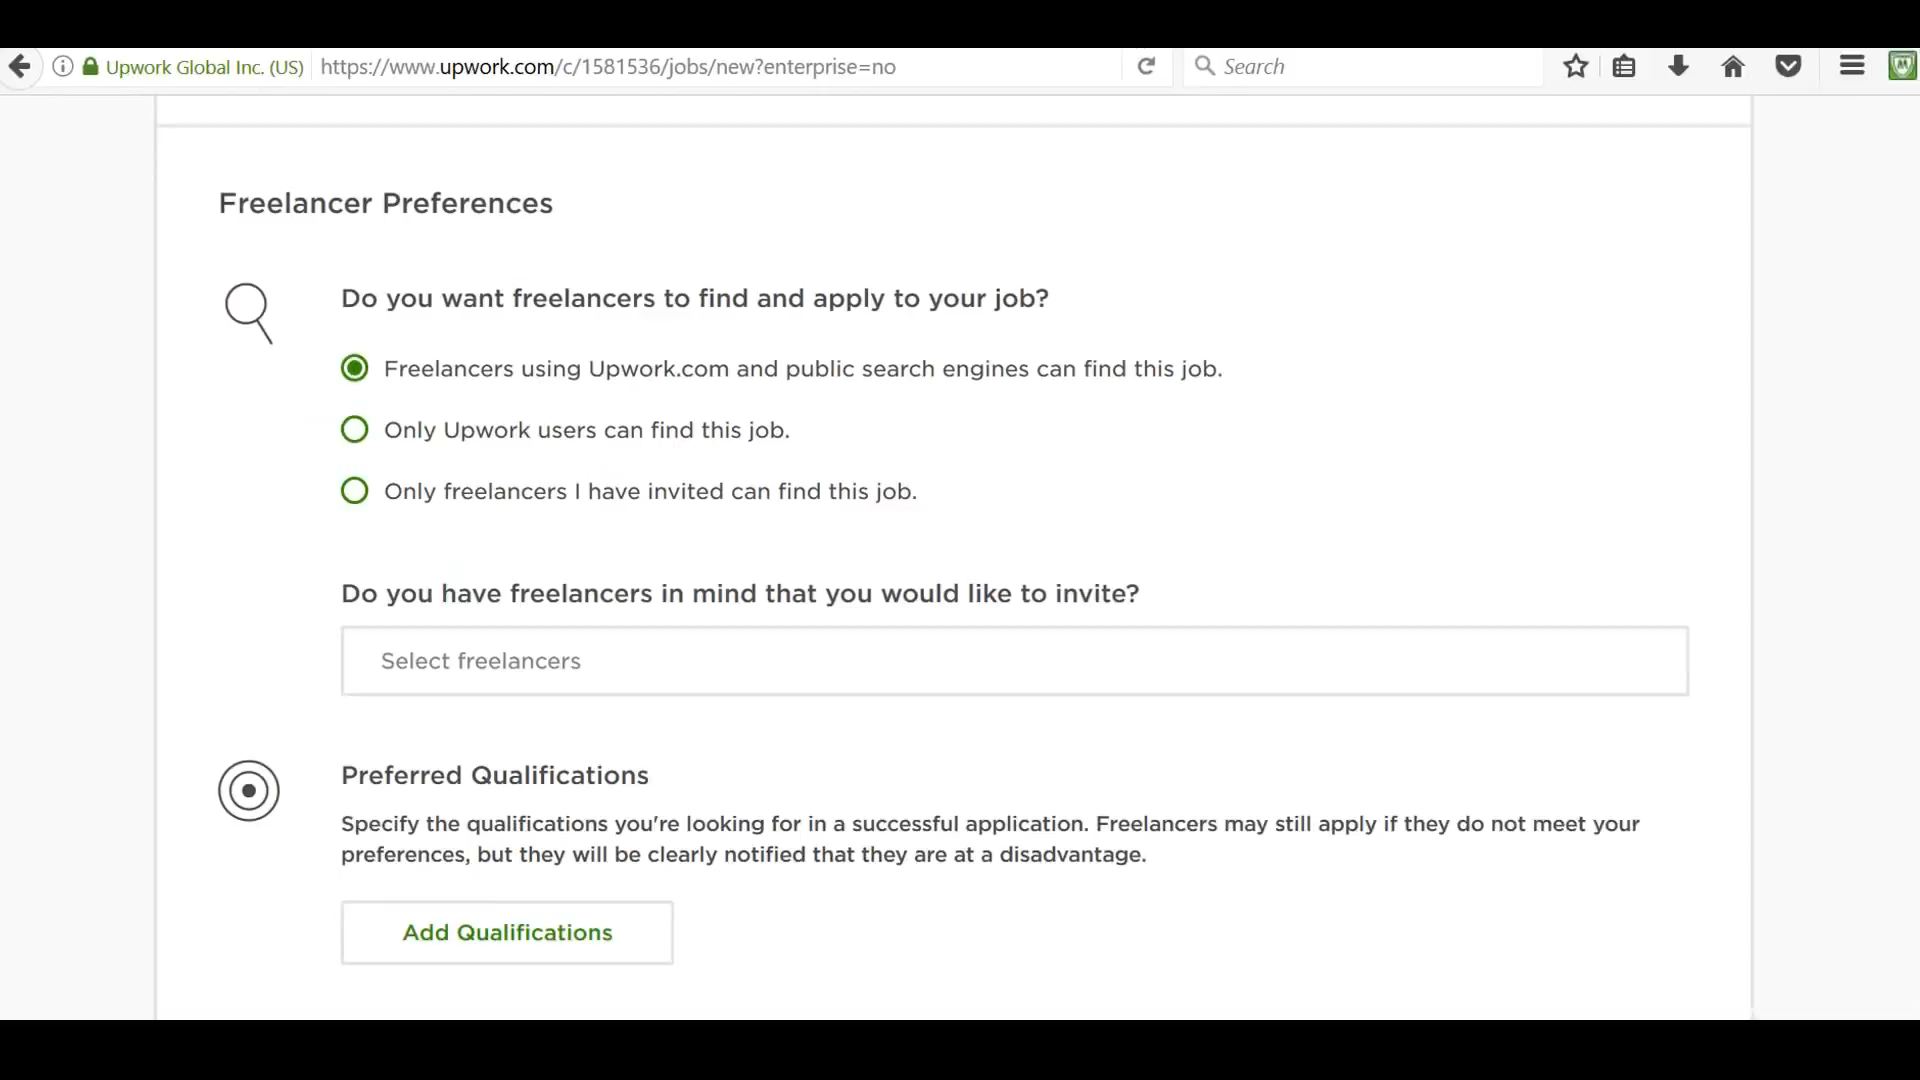 Upwork Global Inc. (US) https://www.upwork.com/c/1581536/jobs/new?enterprise=no Search
Freelancer Preferences
Do you want freelancers to find and apply to your job?
Freelancers using Upwork.com and public search engines can find this job.
Only Upwork users can find this job.
Only freelancers I have invited can find this job.
Do you have freelancers in mind that you would like to invite?
Select freelancers
Preferred Qualifications
Specify the qualifications you're looking for in a successful application. Freelancers may still apply if they do not meet your
preferences, but they will be clearly notified that they are at a disadvantage.
Add Qualifications